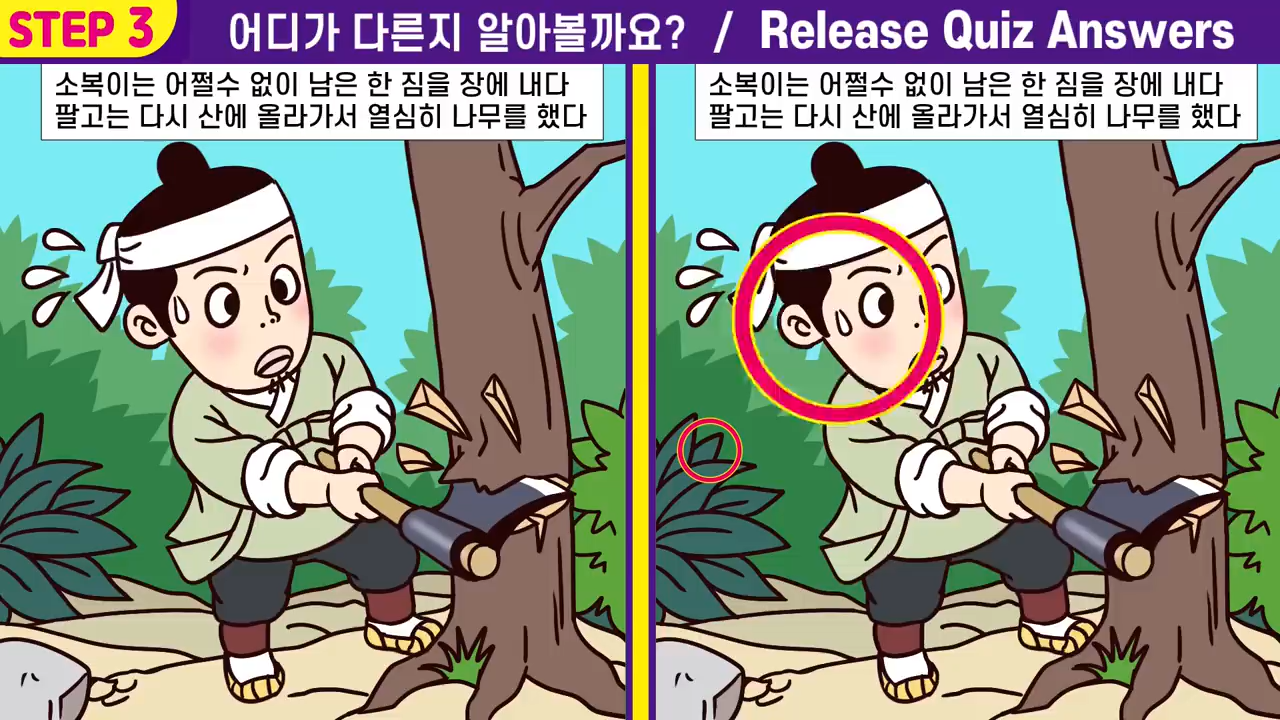 STEP 3
어디가 다른지 알아볼까요? / Release Quiz Answers
소복이는 어쩔수 없이 남은 한 짐을 장에 내다
팔고는 다시 산에 올라가서 열심히 나무를 했다
소복이는 어쩔수 없이 남은 한 짐을 장에 내다
팔고는 다시 산에 올라가서 열심히 나무를 했다